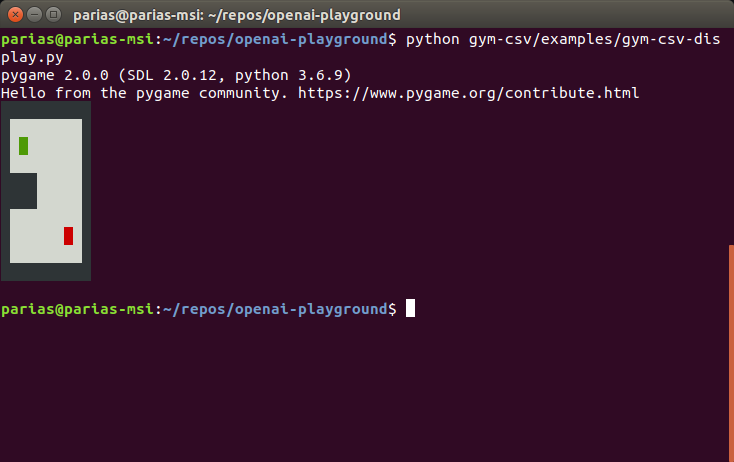 parias@parias-msi: ~/repos/openai-playground
parias@parias-msi:~/repos/openai-playground$ python gym-csv/examples/gym-csv-dis
play.py
pygame 2.0.0 (SDL 2.0.12, python 3.6.9)
Hello from the pygame community. https://www.pygame.org/contribute.html
parias@parias-msi:~/repos/openai-playground$